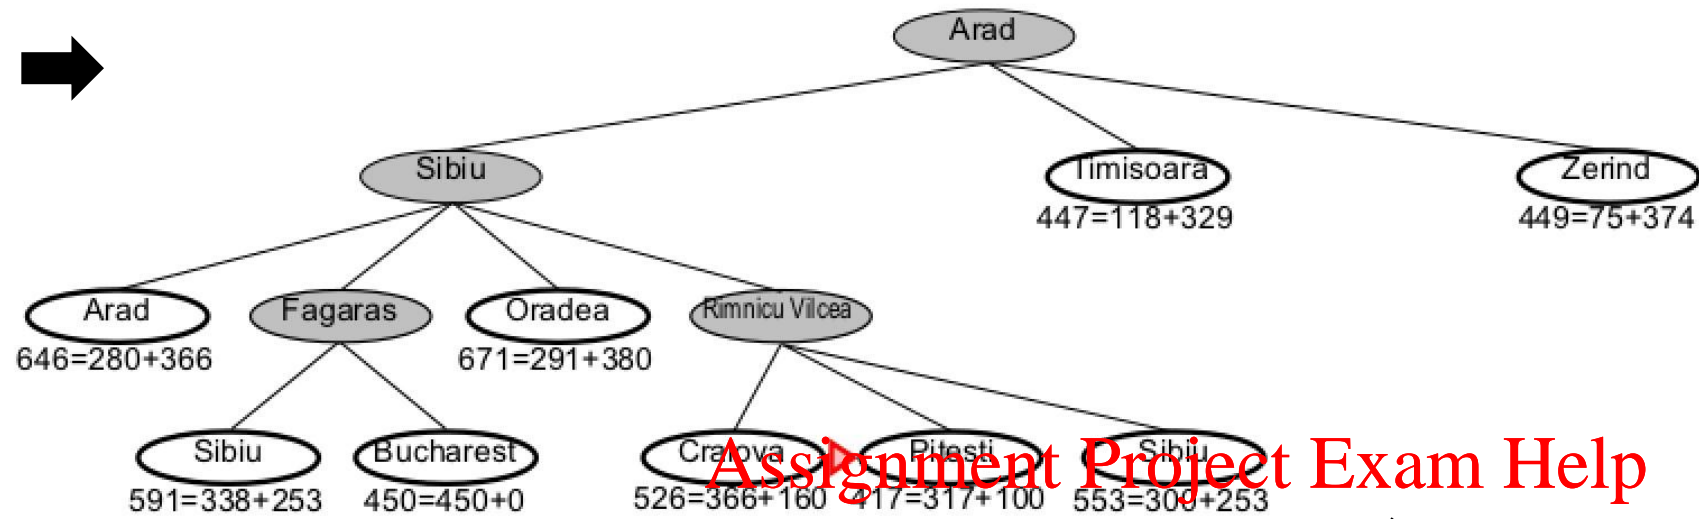 Arad
Sibiu Timisoara Zerind
447=118+329 449=75+374
Arad Fagaras Oradea Rimnicu Vilcea
646=280+366 671=291+380
Sibiu Bucharest Craiova Pitesti Sibiu
Assignment Project Exam Help
591=338+253 450=450+0 526=366+160 417=317+100 553=300+253